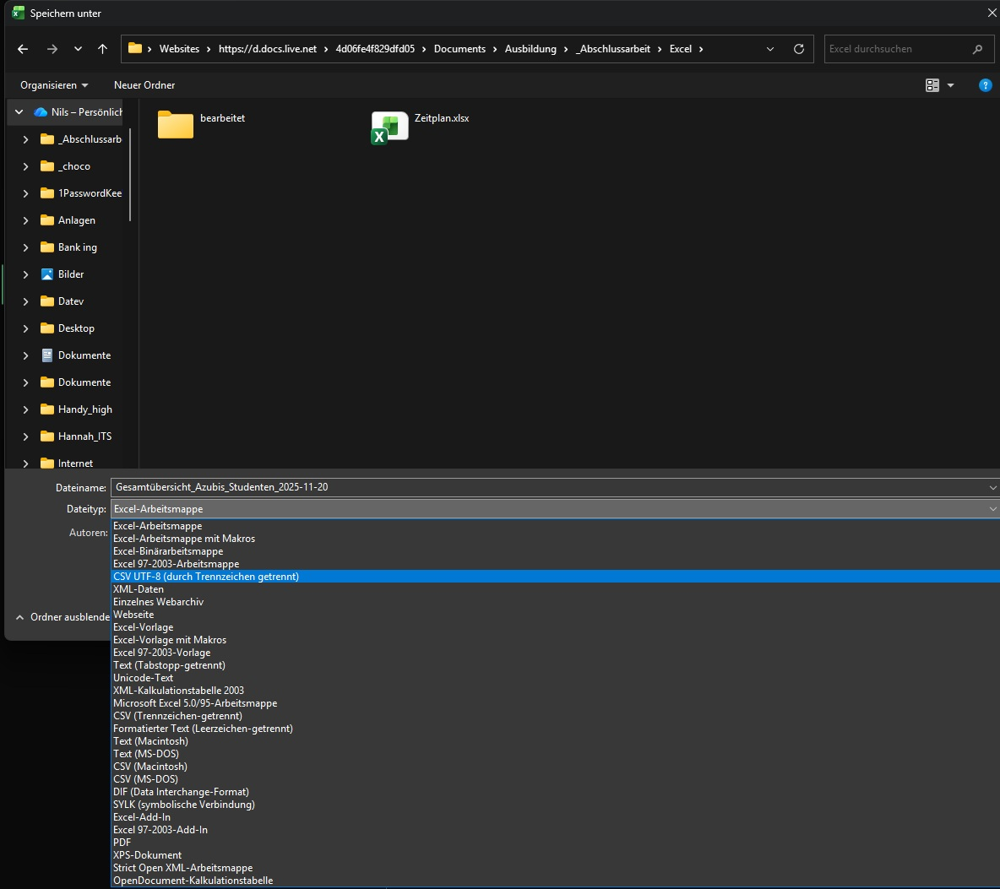 Speichern unter
Websites
https://d.docs.live.net
4d06fe4f829dfd05
Documents
Ausbildung
_Abschlussarbeit
Excel
Excel durchsuchen
Organisieren
Neuer Ordner
Nils – Persönlich
bearbeitet
Zeitplan.xlsx
_Abschlussarb
_choco
1PasswordKee
Anlagen
Bank ing
Bilder
Datev
Desktop
Dokumente
Dokumente
Handy_high
Hannah_ITS
Internet
Dateiname: Gesamtübersicht_Azubis_Studenten_2025-11-20
Dateityp: Excel-Arbeitsmappe
Autoren:
Excel-Arbeitsmappe
Excel-Arbeitsmappe mit Makros
Excel-Binärarbeitsmappe
Excel 97-2003-Arbeitsmappe
CSV UTF-8 (durch Trennzeichen getrennt)
XML-Daten
Einzelnes Webarchiv
Ordner ausblende
Webseite
Excel-Vorlage
Excel-Vorlage mit Makros
Excel 97-2003-Vorlage
Text (Tabstopp-getrennt)
Unicode-Text
XML-Kalkulationstabelle 2003
Microsoft Excel 5.0/95-Arbeitsmappe
CSV (Trennzeichen-getrennt)
Formatierter Text (Leerzeichen-getrennt)
Text (Macintosh)
Text (MS-DOS)
CSV (Macintosh)
CSV (MS-DOS)
DIF (Data Interchange-Format)
SYLK (symbolische Verbindung)
Excel-Add-In
Excel 97-2003-Add-In
PDF
XPS-Dokument
Strict Open XML-Arbeitsmappe
OpenDocument-Kalkulationstabelle